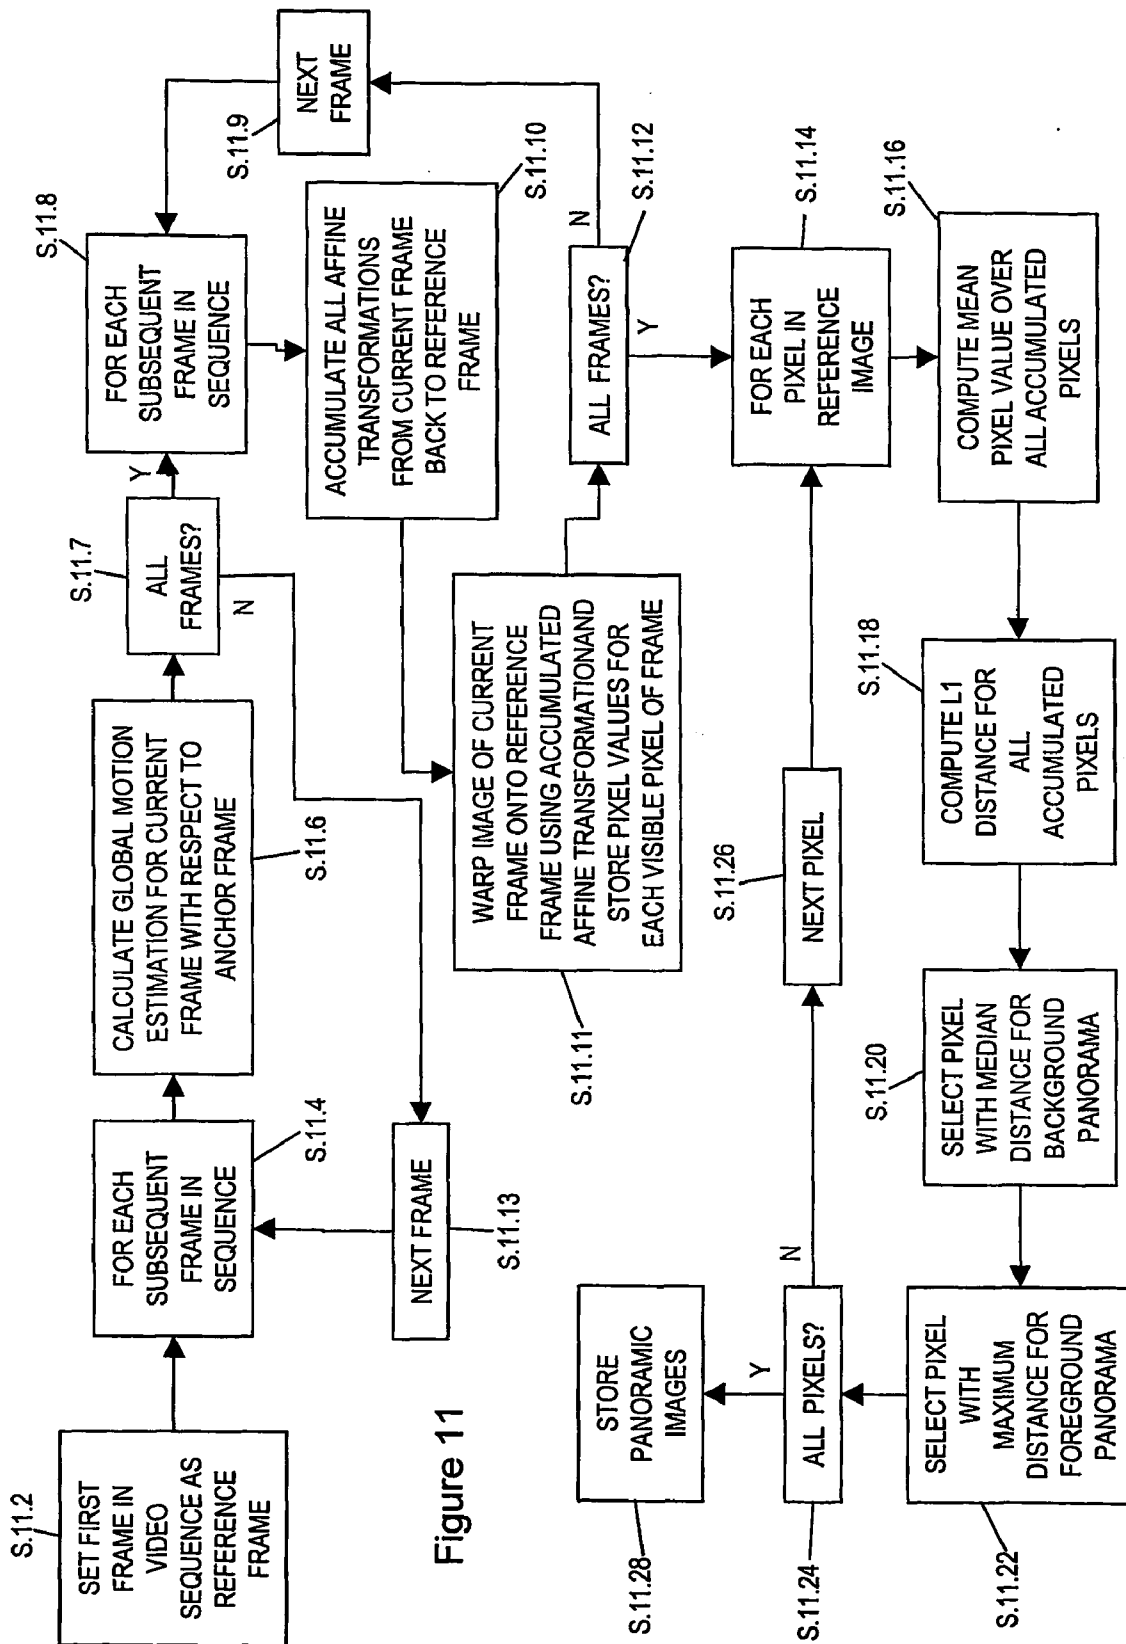 S.11.2
SET FIRST
FRAME IN
VIDEO
SEQUENCE AS
REFERENCE
FRAME
FOR EACH
SUBSEQUENT
FRAME IN
SEQUENCE
S.11.4
CALCULATE GLOBAL MOTION
ESTIMATION FOR CURRENT
FRAME WITH RESPECT TO
ANCHOR FRAME
S.11.6
S.11.7
ALL
FRAMES?
Y
N
NEXT FRAME
S.11.13
S.11.8
FOR EACH
SUBSEQUENT
FRAME IN
SEQUENCE
S.11.9
NEXT
FRAME
ACCUMULATE ALL AFFINE
TRANSFORMATIONS
FROM CURRENT FRAME
BACK TO REFERENCE
FRAME
S.11.10
WARP IMAGE OF CURRENT
FRAME ONTO REFERENCE
FRAME USING ACCUMULATED
AFFINE TRANSFORMATIONAND
STORE PIXEL VALUES FOR
EACH VISIBLE PIXEL OF FRAME
S.11.11
ALL FRAMES?
S.11.12
N
Y
FOR EACH
PIXEL IN
REFERENCE
IMAGE
S.11.14
COMPUTE MEAN
PIXEL VALUE OVER
ALL ACCUMULATED
PIXELS
S.11.16
S.11.18
COMPUTE L1
DISTANCE FOR
ALL
ACCUMULATED
PIXELS
S.11.20
SELECT PIXEL
WITH MEDIAN
DISTANCE FOR
BACKGROUND
PANORAMA
SELECT PIXEL
WITH
MAXIMUM
DISTANCE FOR
FOREGROUND
PANORAMA
S.11.22
ALL PIXELS?
S.11.24
N
Y
NEXT PIXEL
S.11.26
STORE
PANORAMIC
IMAGES
S.11.28
Figure 11